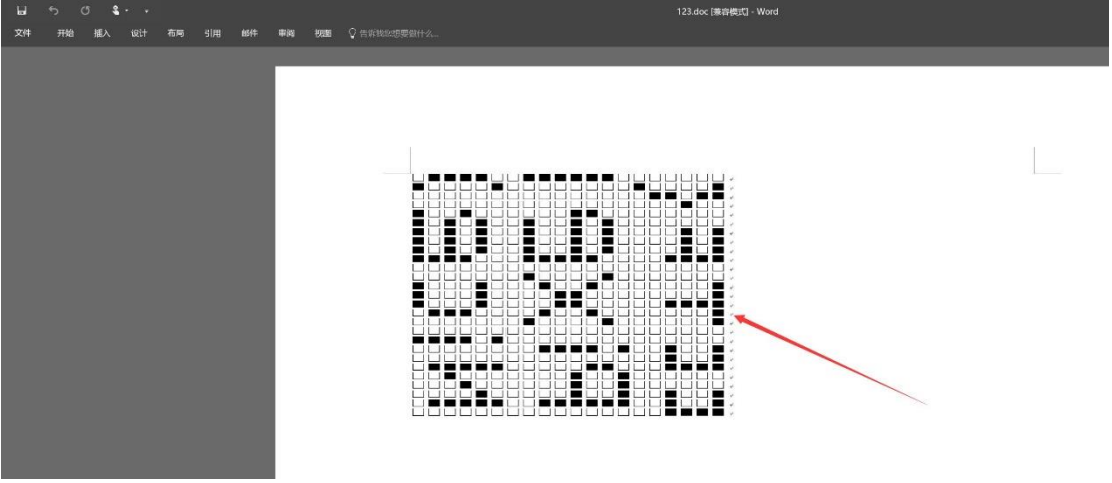 123.doc [兼容模式] - Word
文件 开始 插入 设计 布局 引用 邮件 审阅 视图 告诉我您想要做什么...